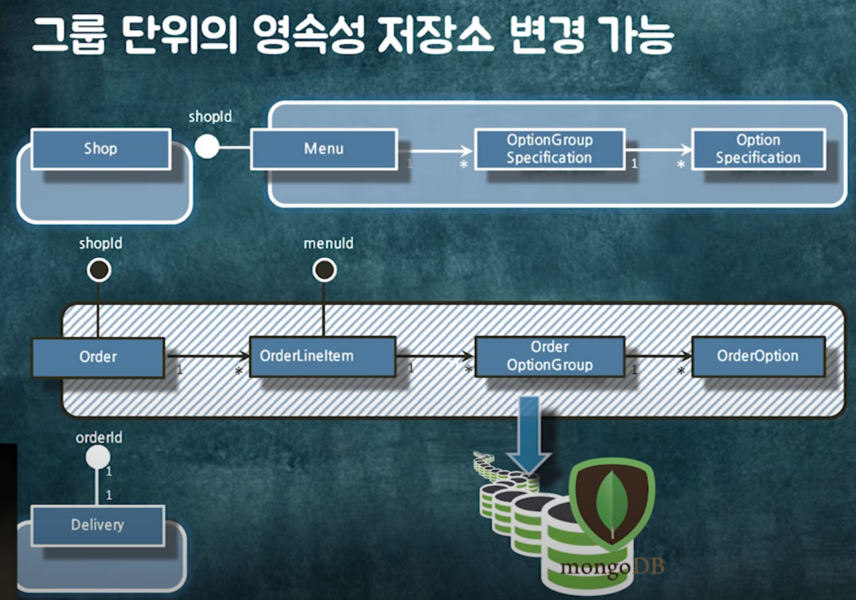 그룹 단위의 영속성 저장소 변경 가능
shopId
Shop
Menu
1
*
OptionGroup
Specification
1
*
Option
Specification
shopId
menuId
Order
1
*
OrderLineItem
1
*
Order
OptionGroup
1
*
OrderOption
orderId
1
1
Delivery
mongoDB